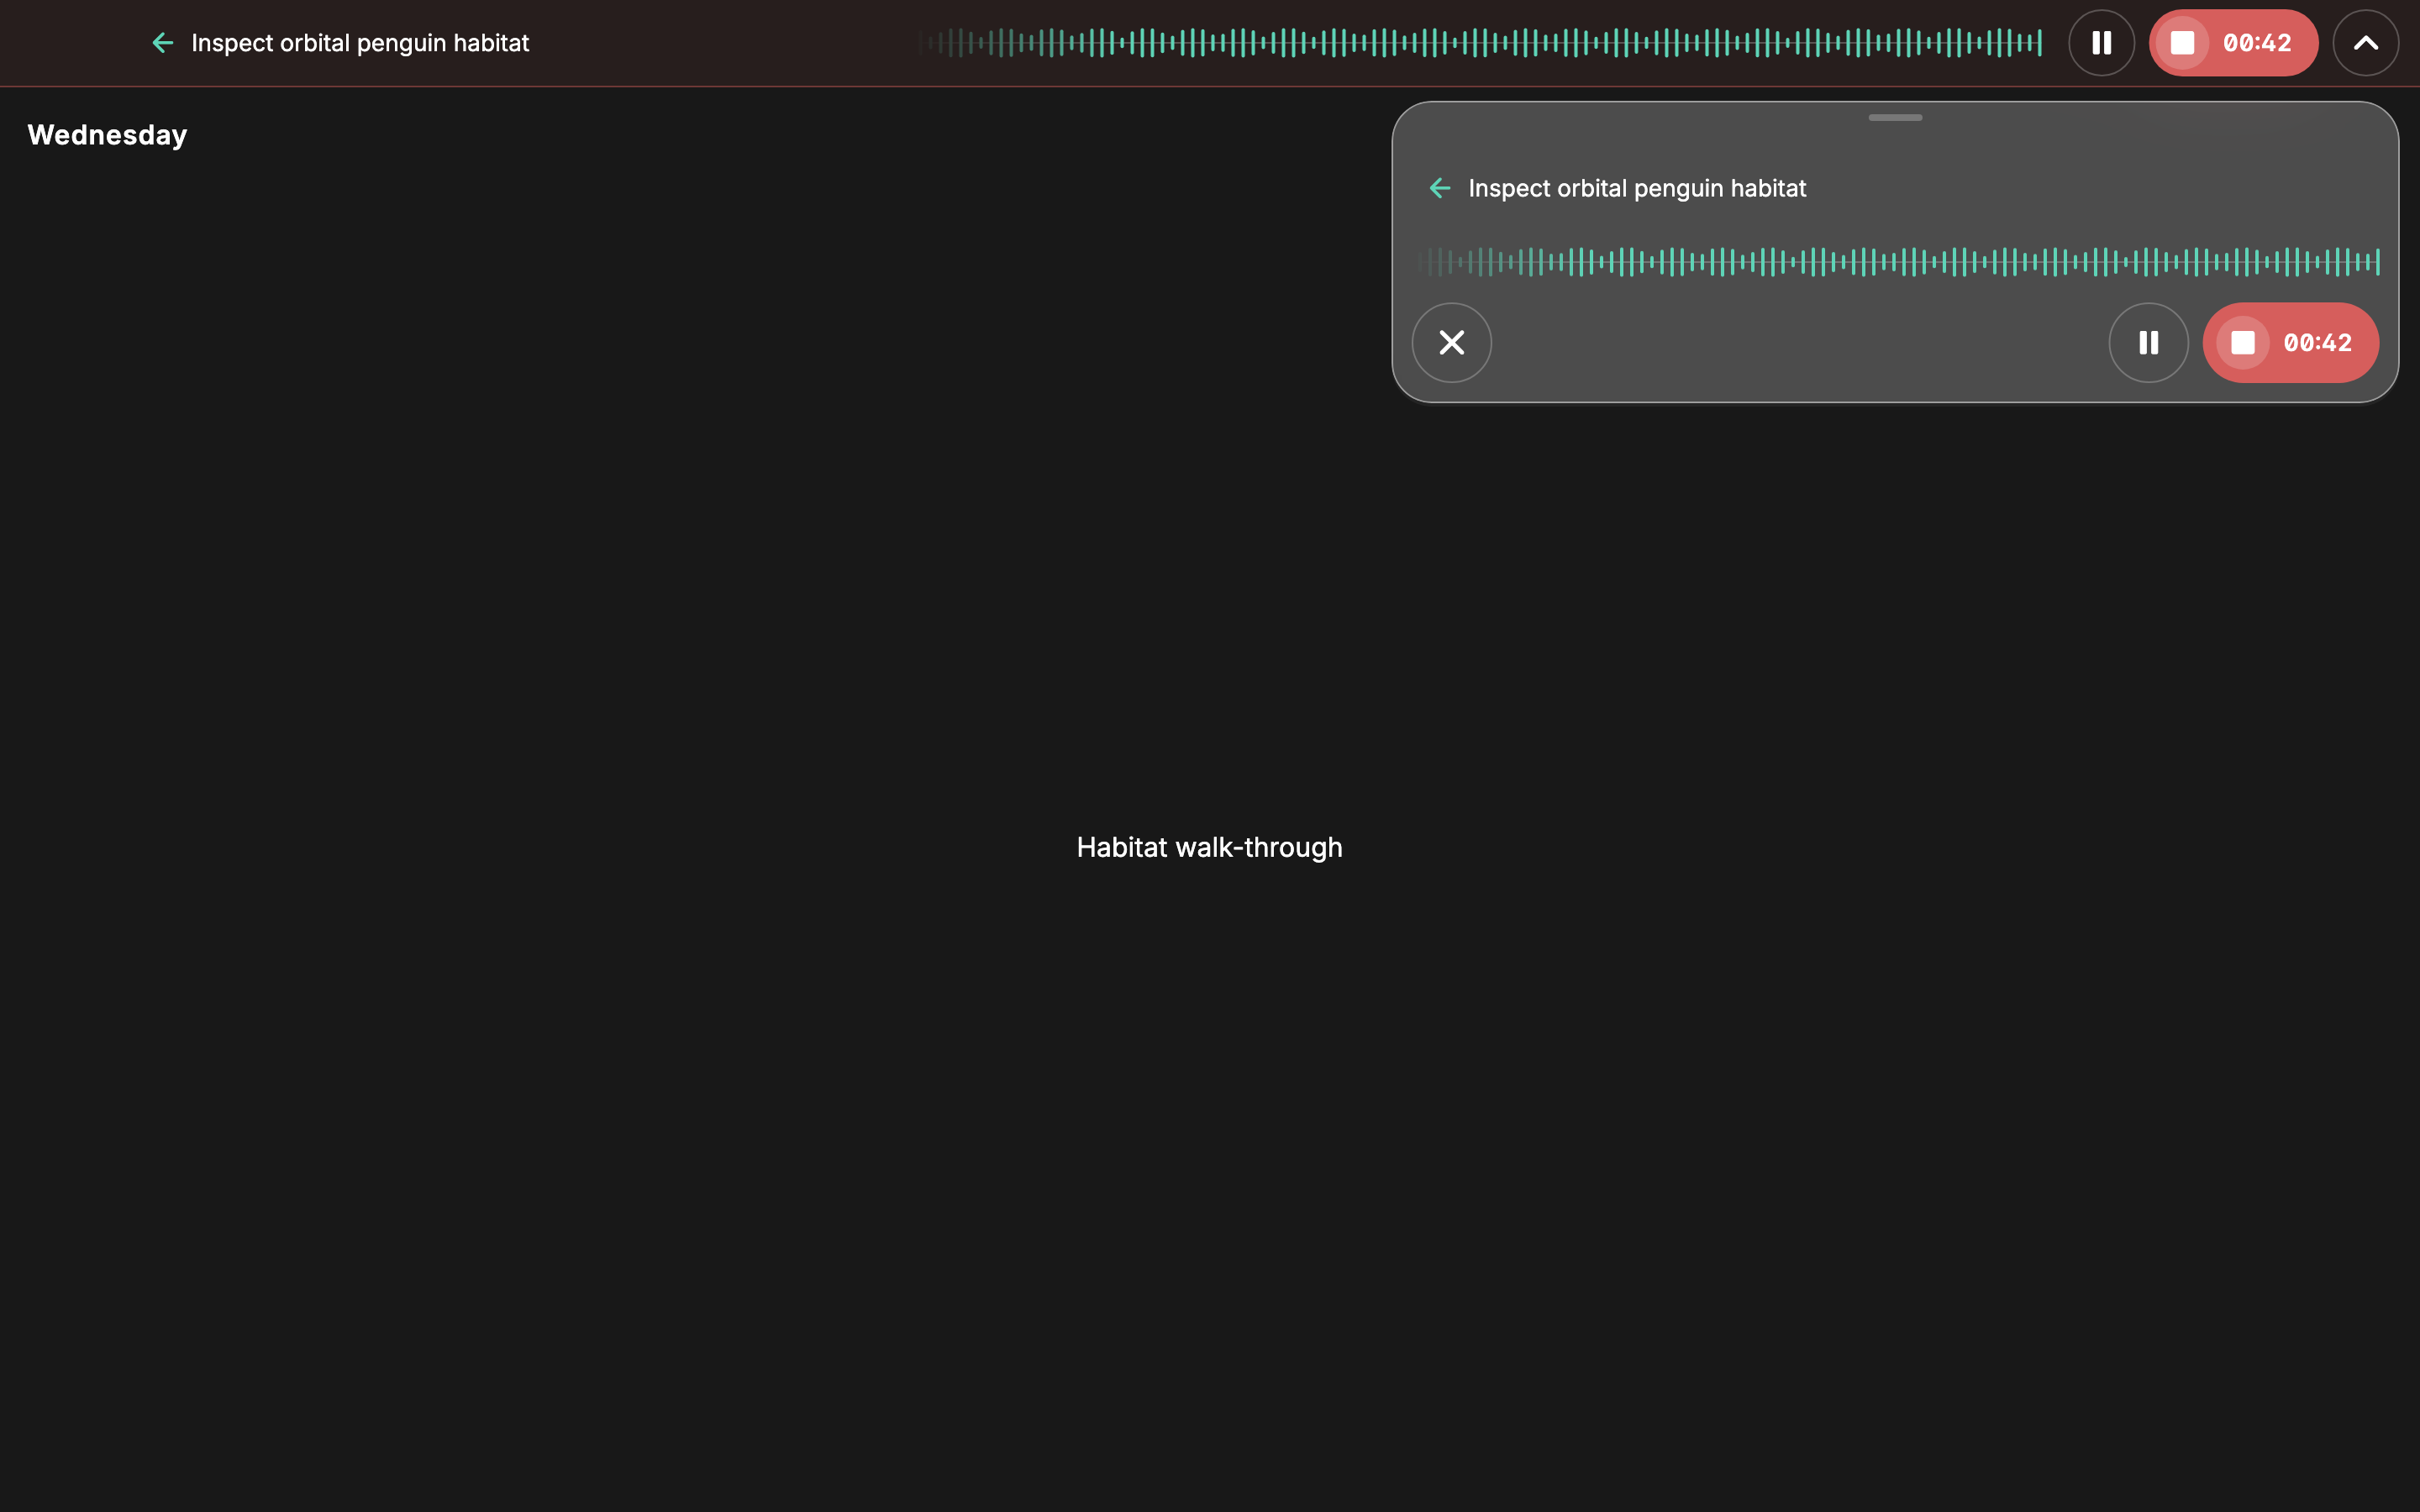 Inspect orbital penguin habitat
00:42
Wednesday
Inspect orbital penguin habitat
00:42
Habitat walk-through